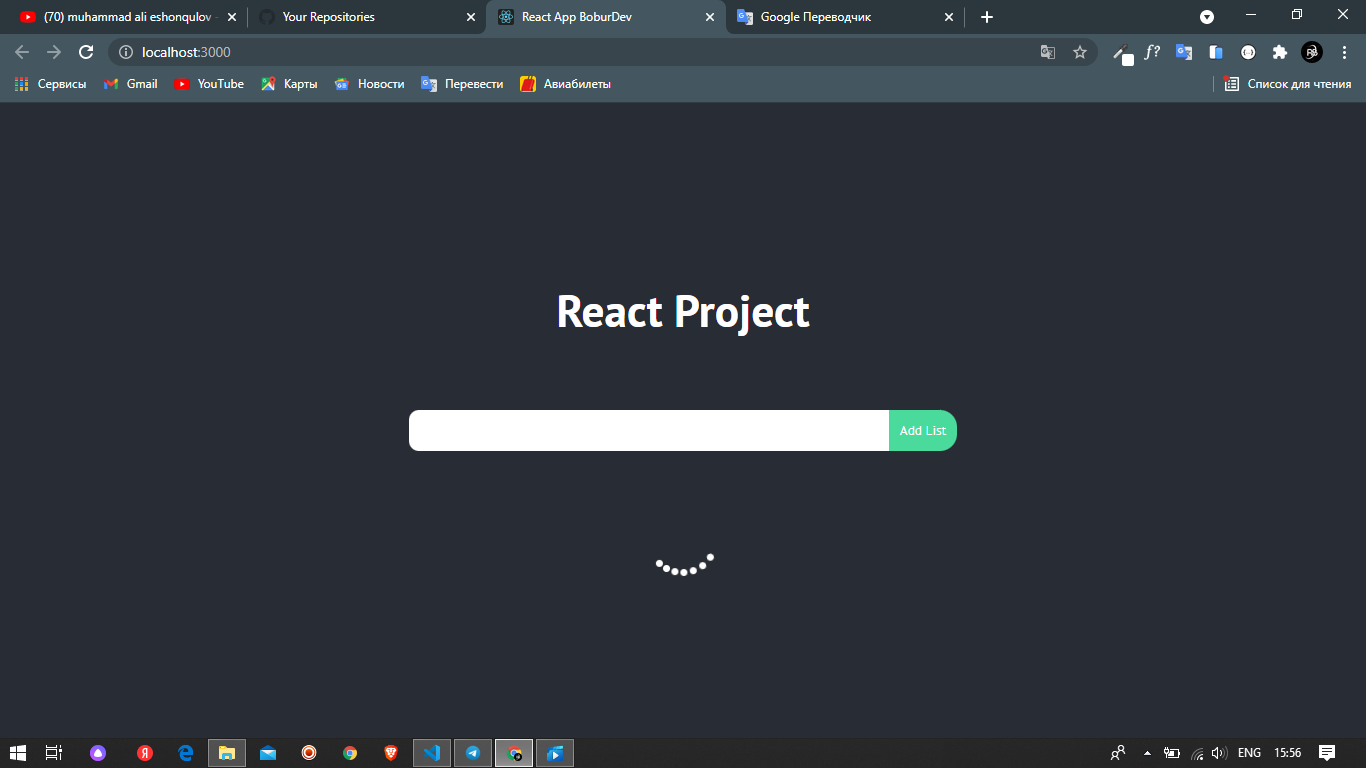 (70) muhammad ali eshonqulov -
Your Repositories
React App BoburDev
Google Переводчик
localhost:3000
f?
Сервисы
Gmail
YouTube
Карты
Новости
Перевести
Авиабилеты
Список для чтения
React Project
Add List
ENG
15:56